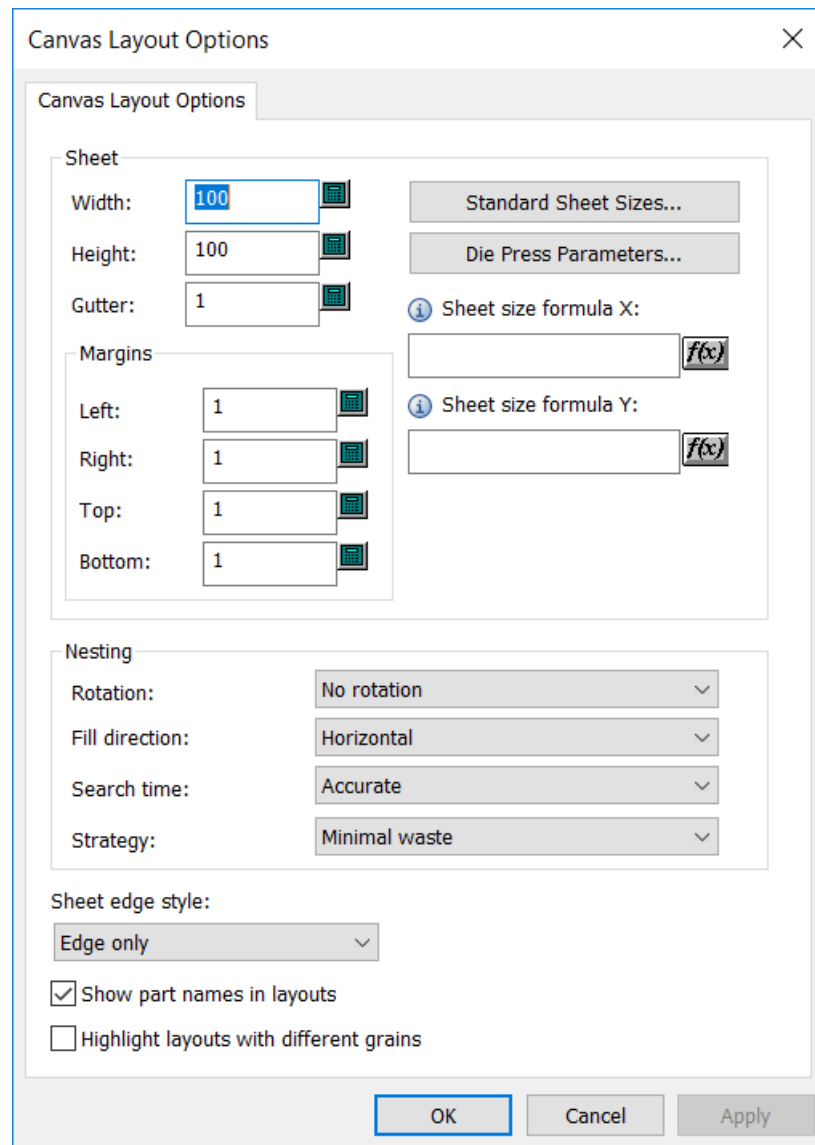 Canvas Layout Options
Canvas Layout Options
Sheet
Width: 100 Standard Sheet Sizes...
Height: 100 Die Press Parameters...
Gutter: 1 i Sheet size formula X:
f(x)
Margins
Left: 1 i Sheet size formula Y:
Right: 1 f(x)
Top: 1
Bottom: 1
Nesting
Rotation: No rotation
Fill direction: Horizontal
Search time: Accurate
Strategy: Minimal waste
Sheet edge style:
Edge only
Show part names in layouts
Highlight layouts with different grains
OK Cancel Apply